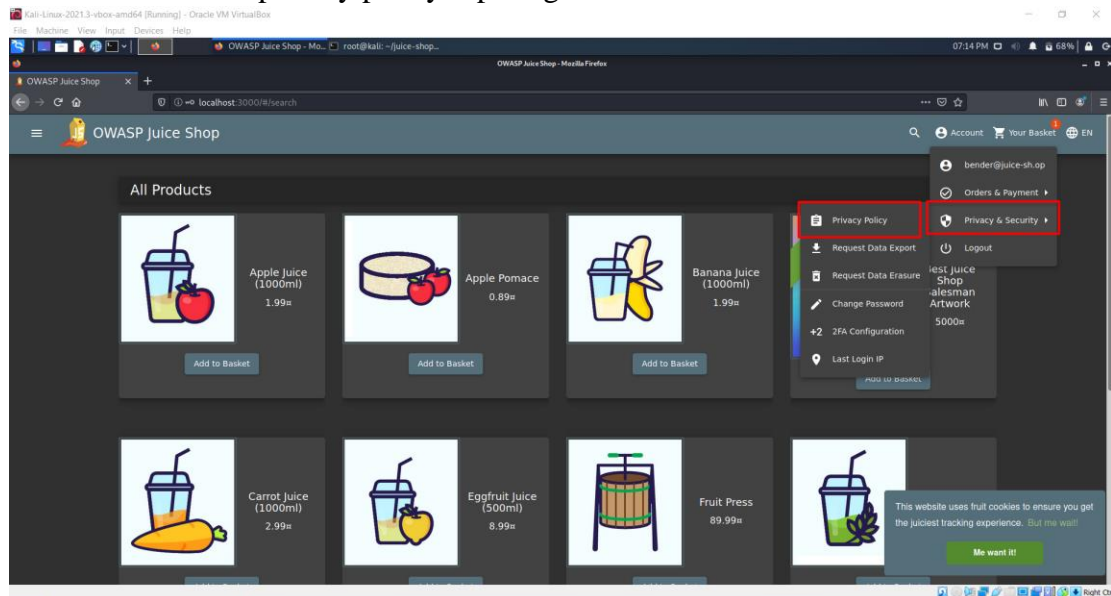 Kali-Linux-2021.3-vbox-amd64 [Running] - Oracle VM VirtualBox
File Machine View Input Devices Help
OWASP Juice Shop - Mo... root@kali: ~/juice-shop... 07:14 PM 68%
OWASP Juice Shop - Mozilla Firefox
OWASP Juice Shop
localhost:3000/#/search
OWASP Juice Shop
Account Your Basket 1 EN
bender@juice-sh.op
Orders & Payment
Privacy & Security
Logout
Privacy Policy
Request Data Export
Request Data Erasure
Change Password
+2 2FA Configuration
Last Login IP
All Products
Apple Juice
(1000ml)
1.99¤
Add to Basket
Apple Pomace
0.89¤
Add to Basket
Banana Juice
(1000ml)
1.99¤
Add to Basket
Best Juice
Shop
Salesman
Artwork
5000¤
Add to Basket
Carrot Juice
(1000ml)
2.99¤
Eggfruit Juice
(500ml)
8.99¤
Fruit Press
89.99¤
This website uses fruit cookies to ensure you get
the juiciest tracking experience. But me wait!
Me want it!